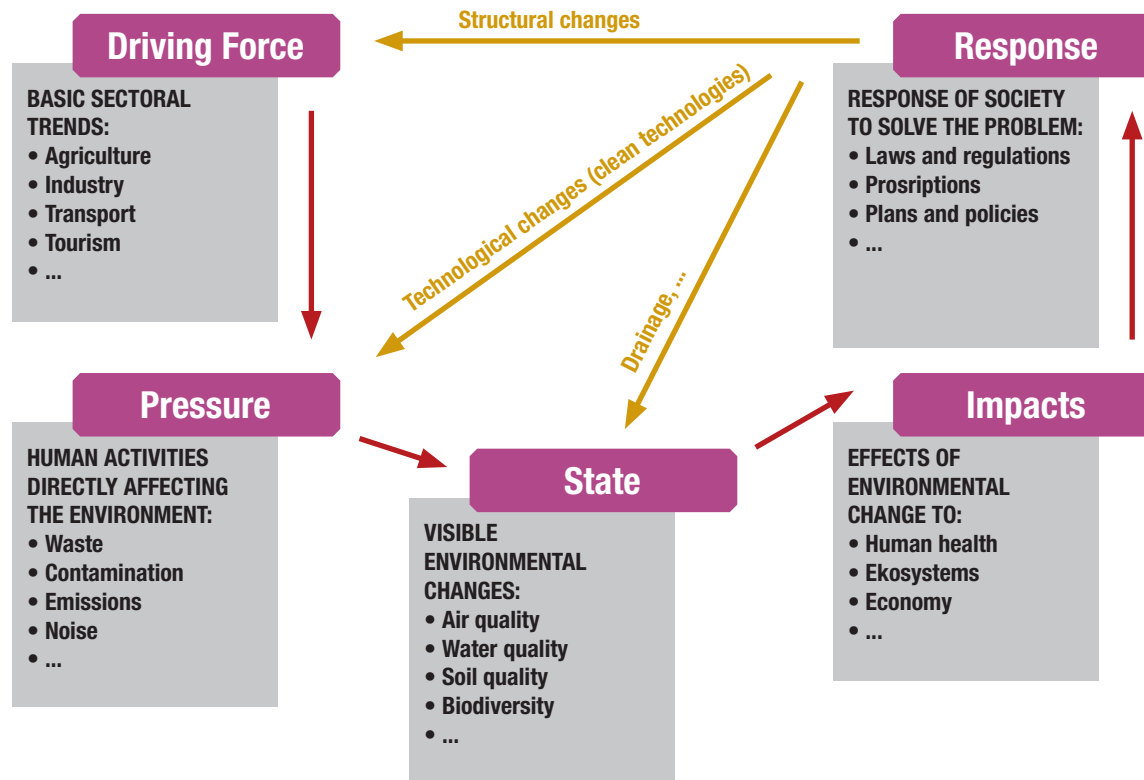 Driving Force
BASIC SECTORAL
TRENDS:
• Agriculture
• Industry
• Transport
• Tourism
• ...
Structural changes
Technological changes (clean technologies)
Drainage, ...
Response
RESPONSE OF SOCIETY
TO SOLVE THE PROBLEM:
• Laws and regulations
• Prosriptions
• Plans and policies
• ...
Pressure
HUMAN ACTIVITIES
DIRECTLY AFFECTING
THE ENVIRONMENT:
• Waste
• Contamination
• Emissions
• Noise
• ...
State
VISIBLE
ENVIRONMENTAL
CHANGES:
• Air quality
• Water quality
• Soil quality
• Biodiversity
• ...
Impacts
EFFECTS OF
ENVIRONMENTAL
CHANGE TO:
• Human health
• Ekosystems
• Economy
• ...